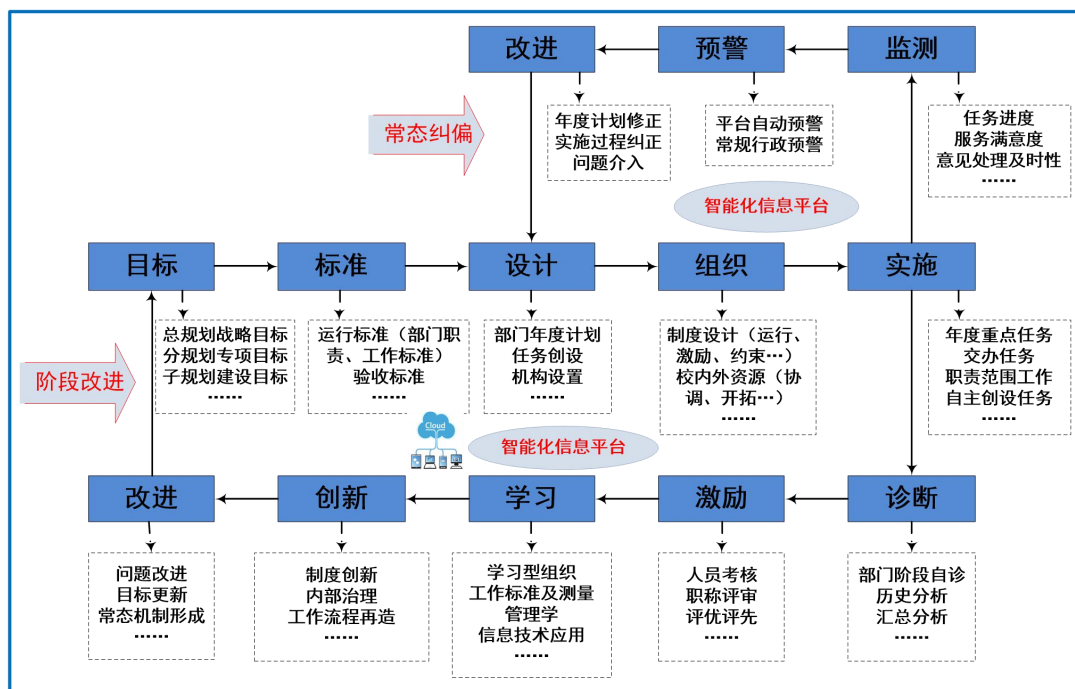 改进
预警
监测
常态纠偏
年度计划修正
实施过程纠正
问题介入
······
平台自动预警
常规行政预警
任务进度
服务满意度
意见处理及时性
······
智能化信息平台
目标
标准
设计
组织
实施
阶段改进
总规划战略目标
分规划专项目标
子规划建设目标
······
运行标准（部门职
责、工作标准）
验收标准
······
部门年度计划
任务创设
机构设置
······
制度设计（运行、
激励、约束···）
校内外资源（协
调、开拓···）
······
年度重点任务
交办任务
职责范围工作
自主创设任务
······
Cloud
智能化信息平台
改进
创新
学习
激励
诊断
问题改进
目标更新
常态机制形成
······
制度创新
内部治理
工作流程再造
······
学习型组织
工作标准及测量
管理学
信息技术应用
······
人员考核
职称评审
评优评先
······
部门阶段自诊
历史分析
汇总分析
······